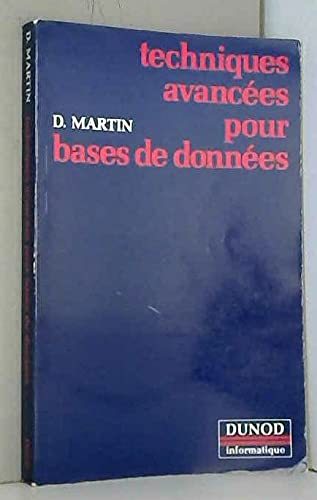 techniques
avancées
pour
D. MARTIN
bases de données
DUNOD
informatique
D. MARTIN